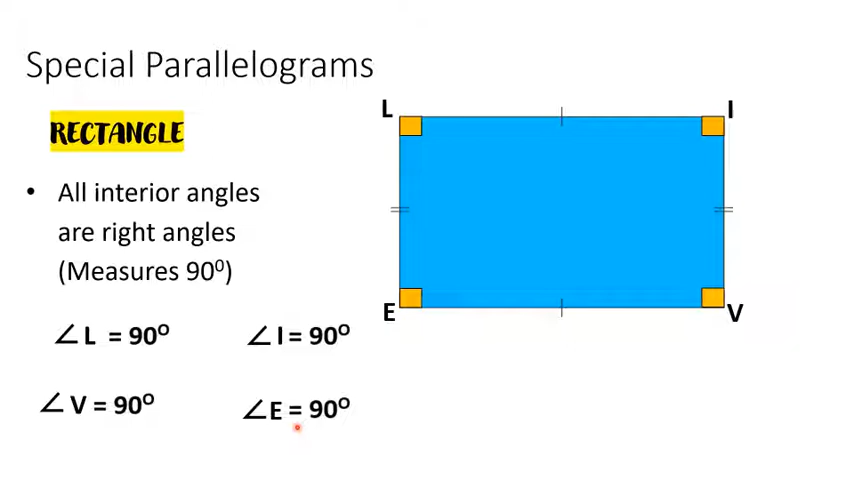 Special Parallelograms
RECTANGLE
• All interior angles
are right angles
(Measures 90⁰)
∠L = 90ᴼ
∠I = 90ᴼ
∠V = 90ᴼ
∠E = 90ᴼ
L
I
E
V